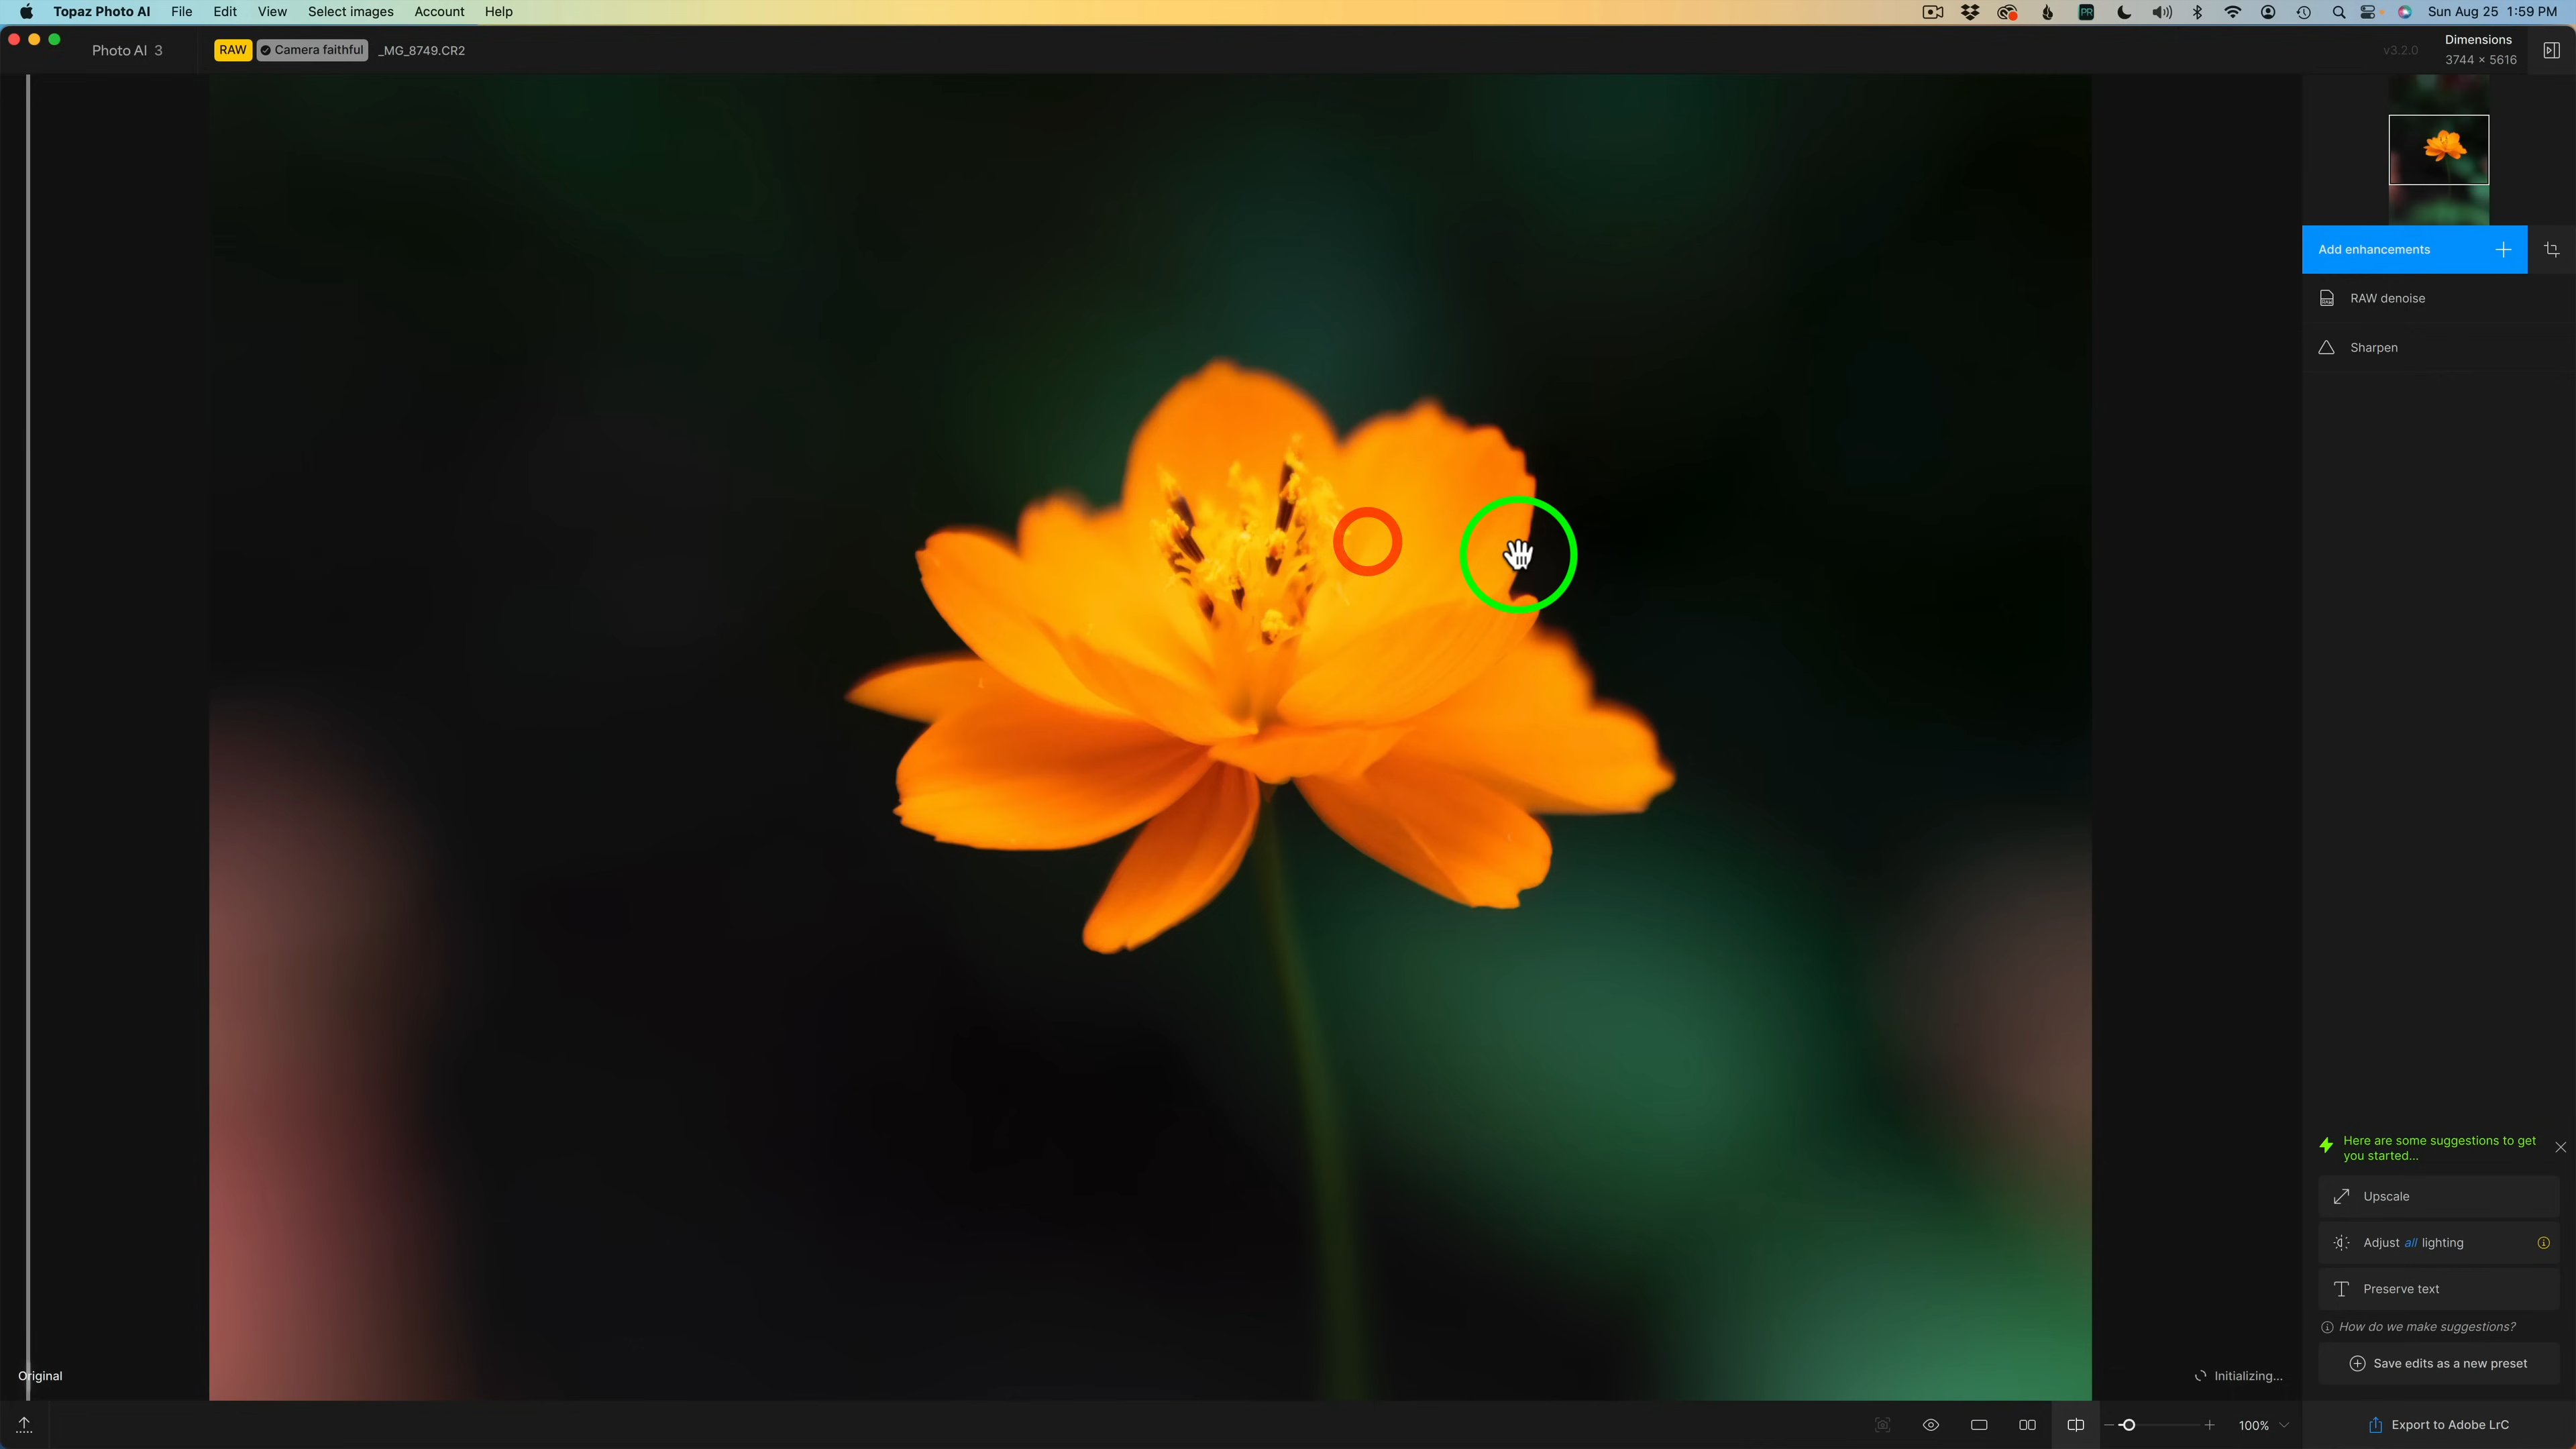 Topaz Photo AI File Edit View Select images Account Help
PR
Sun Aug 25 1:59 PM
Photo AI 3
RAW
Camera faithful
_MG_8749.CR2
v3.2.0
Dimensions
3744 × 5616
Add enhancements
RAW denoise
Sharpen
Here are some suggestions to get
you started...
Upscale
Adjust all lighting
Preserve text
How do we make suggestions?
Save edits as a new preset
Original
Initializing...
100%
Export to Adobe LrC